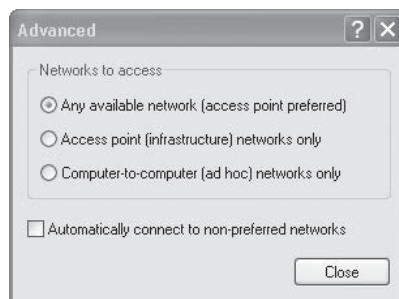 Advanced
Networks to access
Any available network (access point preferred)
Access point (infrastructure) networks only
Computer-to-computer (ad hoc) networks only
Automatically connect to non-preferred networks
Close